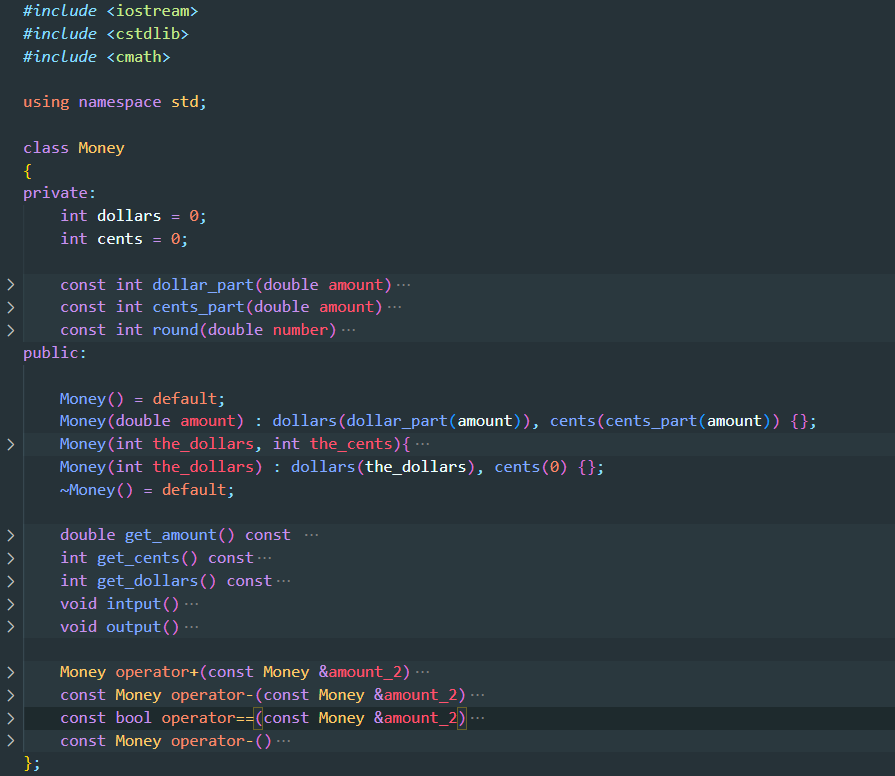 #include <iostream>
#include <cstdlib>
#include <cmath>
using namespace std;
class Money
{
private:
int dollars = 0;
int cents = 0;
const int dollar_part(double amount) ···
const int cents_part(double amount) ···
const int round(double number) ···
public:
Money() = default;
Money(double amount) : dollars(dollar_part(amount)), cents(cents_part(amount)) {};
Money(int the_dollars, int the_cents){ ···
Money(int the_dollars) : dollars(the_dollars), cents(0) {};
~Money() = default;
double get_amount() const ···
int get_cents() const ···
int get_dollars() const ···
void intput() ···
void output() ···
Money operator+(const Money &amount_2) ···
const Money operator-(const Money &amount_2) ···
const bool operator==(const Money &amount_2) ···
const Money operator-() ···
};